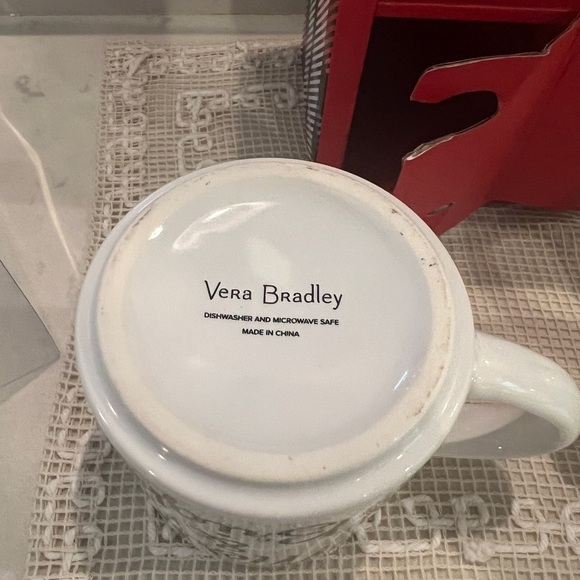 Vera Bradley
DISHWASHER AND MICROWAVE SAFE
MADE IN CHINA